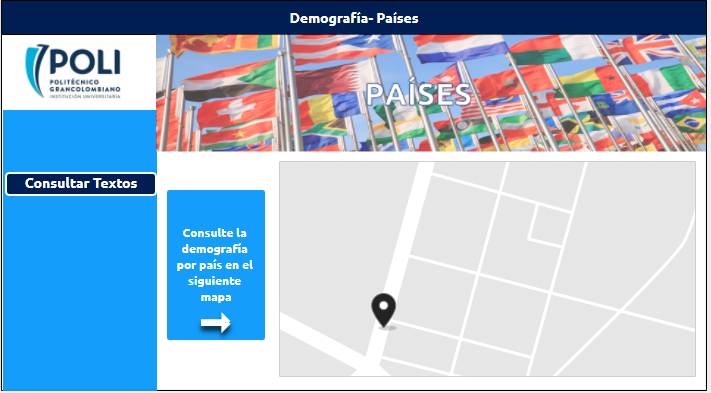 Demografía- Países
POLI
POLITÉCNICO
GRANCOLOMBIANO
INSTITUCIÓN UNIVERSITARIA
PAÍSES
Consultar Textos
Consulte la
demografía
por país en el
siguiente
mapa